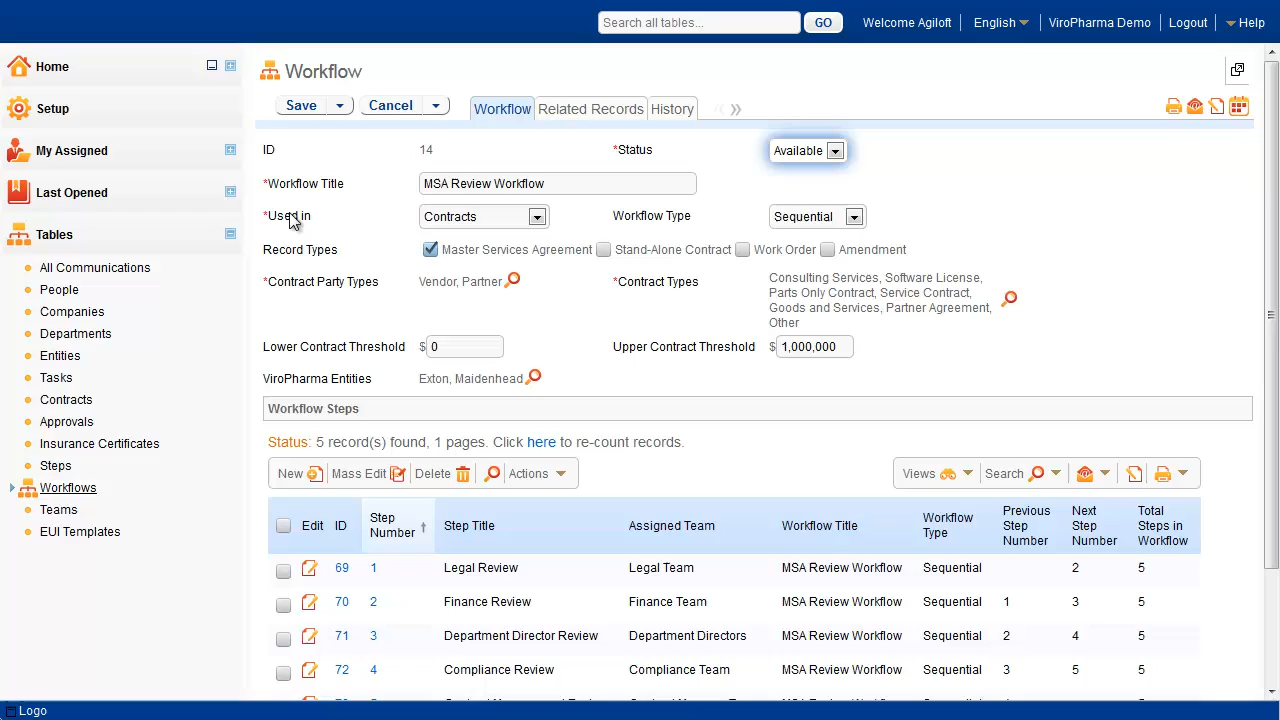 Search all tables...
GO
Welcome Agiloft
English
ViroPharma Demo
Logout
Help
Home
Setup
My Assigned
Last Opened
Tables
All Communications
People
Companies
Departments
Entities
Tasks
Contracts
Approvals
Insurance Certificates
Steps
Workflows
Teams
EUI Templates
Workflow
Save
Cancel
Workflow
Related Records
History
ID 14 *Status Available
*Workflow Title MSA Review Workflow
*Used in Contracts Workflow Type Sequential
Record Types Master Services Agreement Stand-Alone Contract Work Order Amendment
*Contract Party Types Vendor, Partner *Contract Types
Consulting Services, Software License,
Parts Only Contract, Service Contract,
Goods and Services, Partner Agreement,
Other
Lower Contract Threshold $ 0 Upper Contract Threshold $ 1,000,000
ViroPharma Entities Exton, Maidenhead
Workflow Steps
Status: 5 record(s) found, 1 pages. Click here to re-count records.
New Mass Edit Delete Actions Views Search
Edit ID Step Number Step Title Assigned Team Workflow Title Workflow Type Previous Step Number Next Step Number Total Steps in Workflow
69 1 Legal Review Legal Team MSA Review Workflow Sequential 2 5
70 2 Finance Review Finance Team MSA Review Workflow Sequential 1 3 5
71 3 Department Director Review Department Directors MSA Review Workflow Sequential 2 4 5
72 4 Compliance Review Compliance Team MSA Review Workflow Sequential 3 5 5
Logo